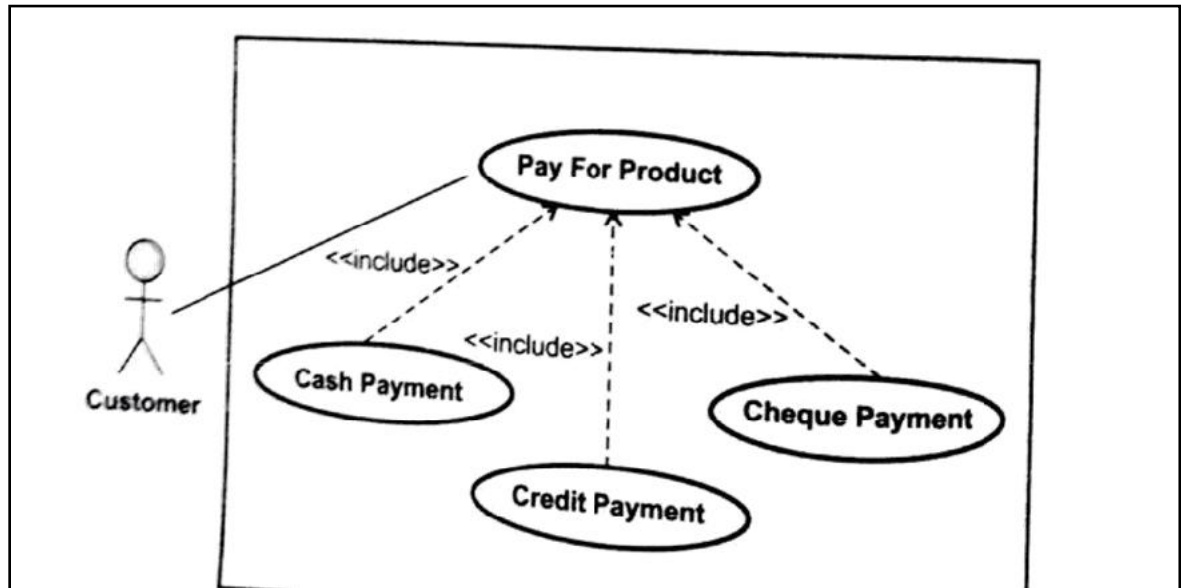 Pay For Product
<<include>>
<<include>>
<<include>>
Cash Payment
Customer
Cheque Payment
Credit Payment